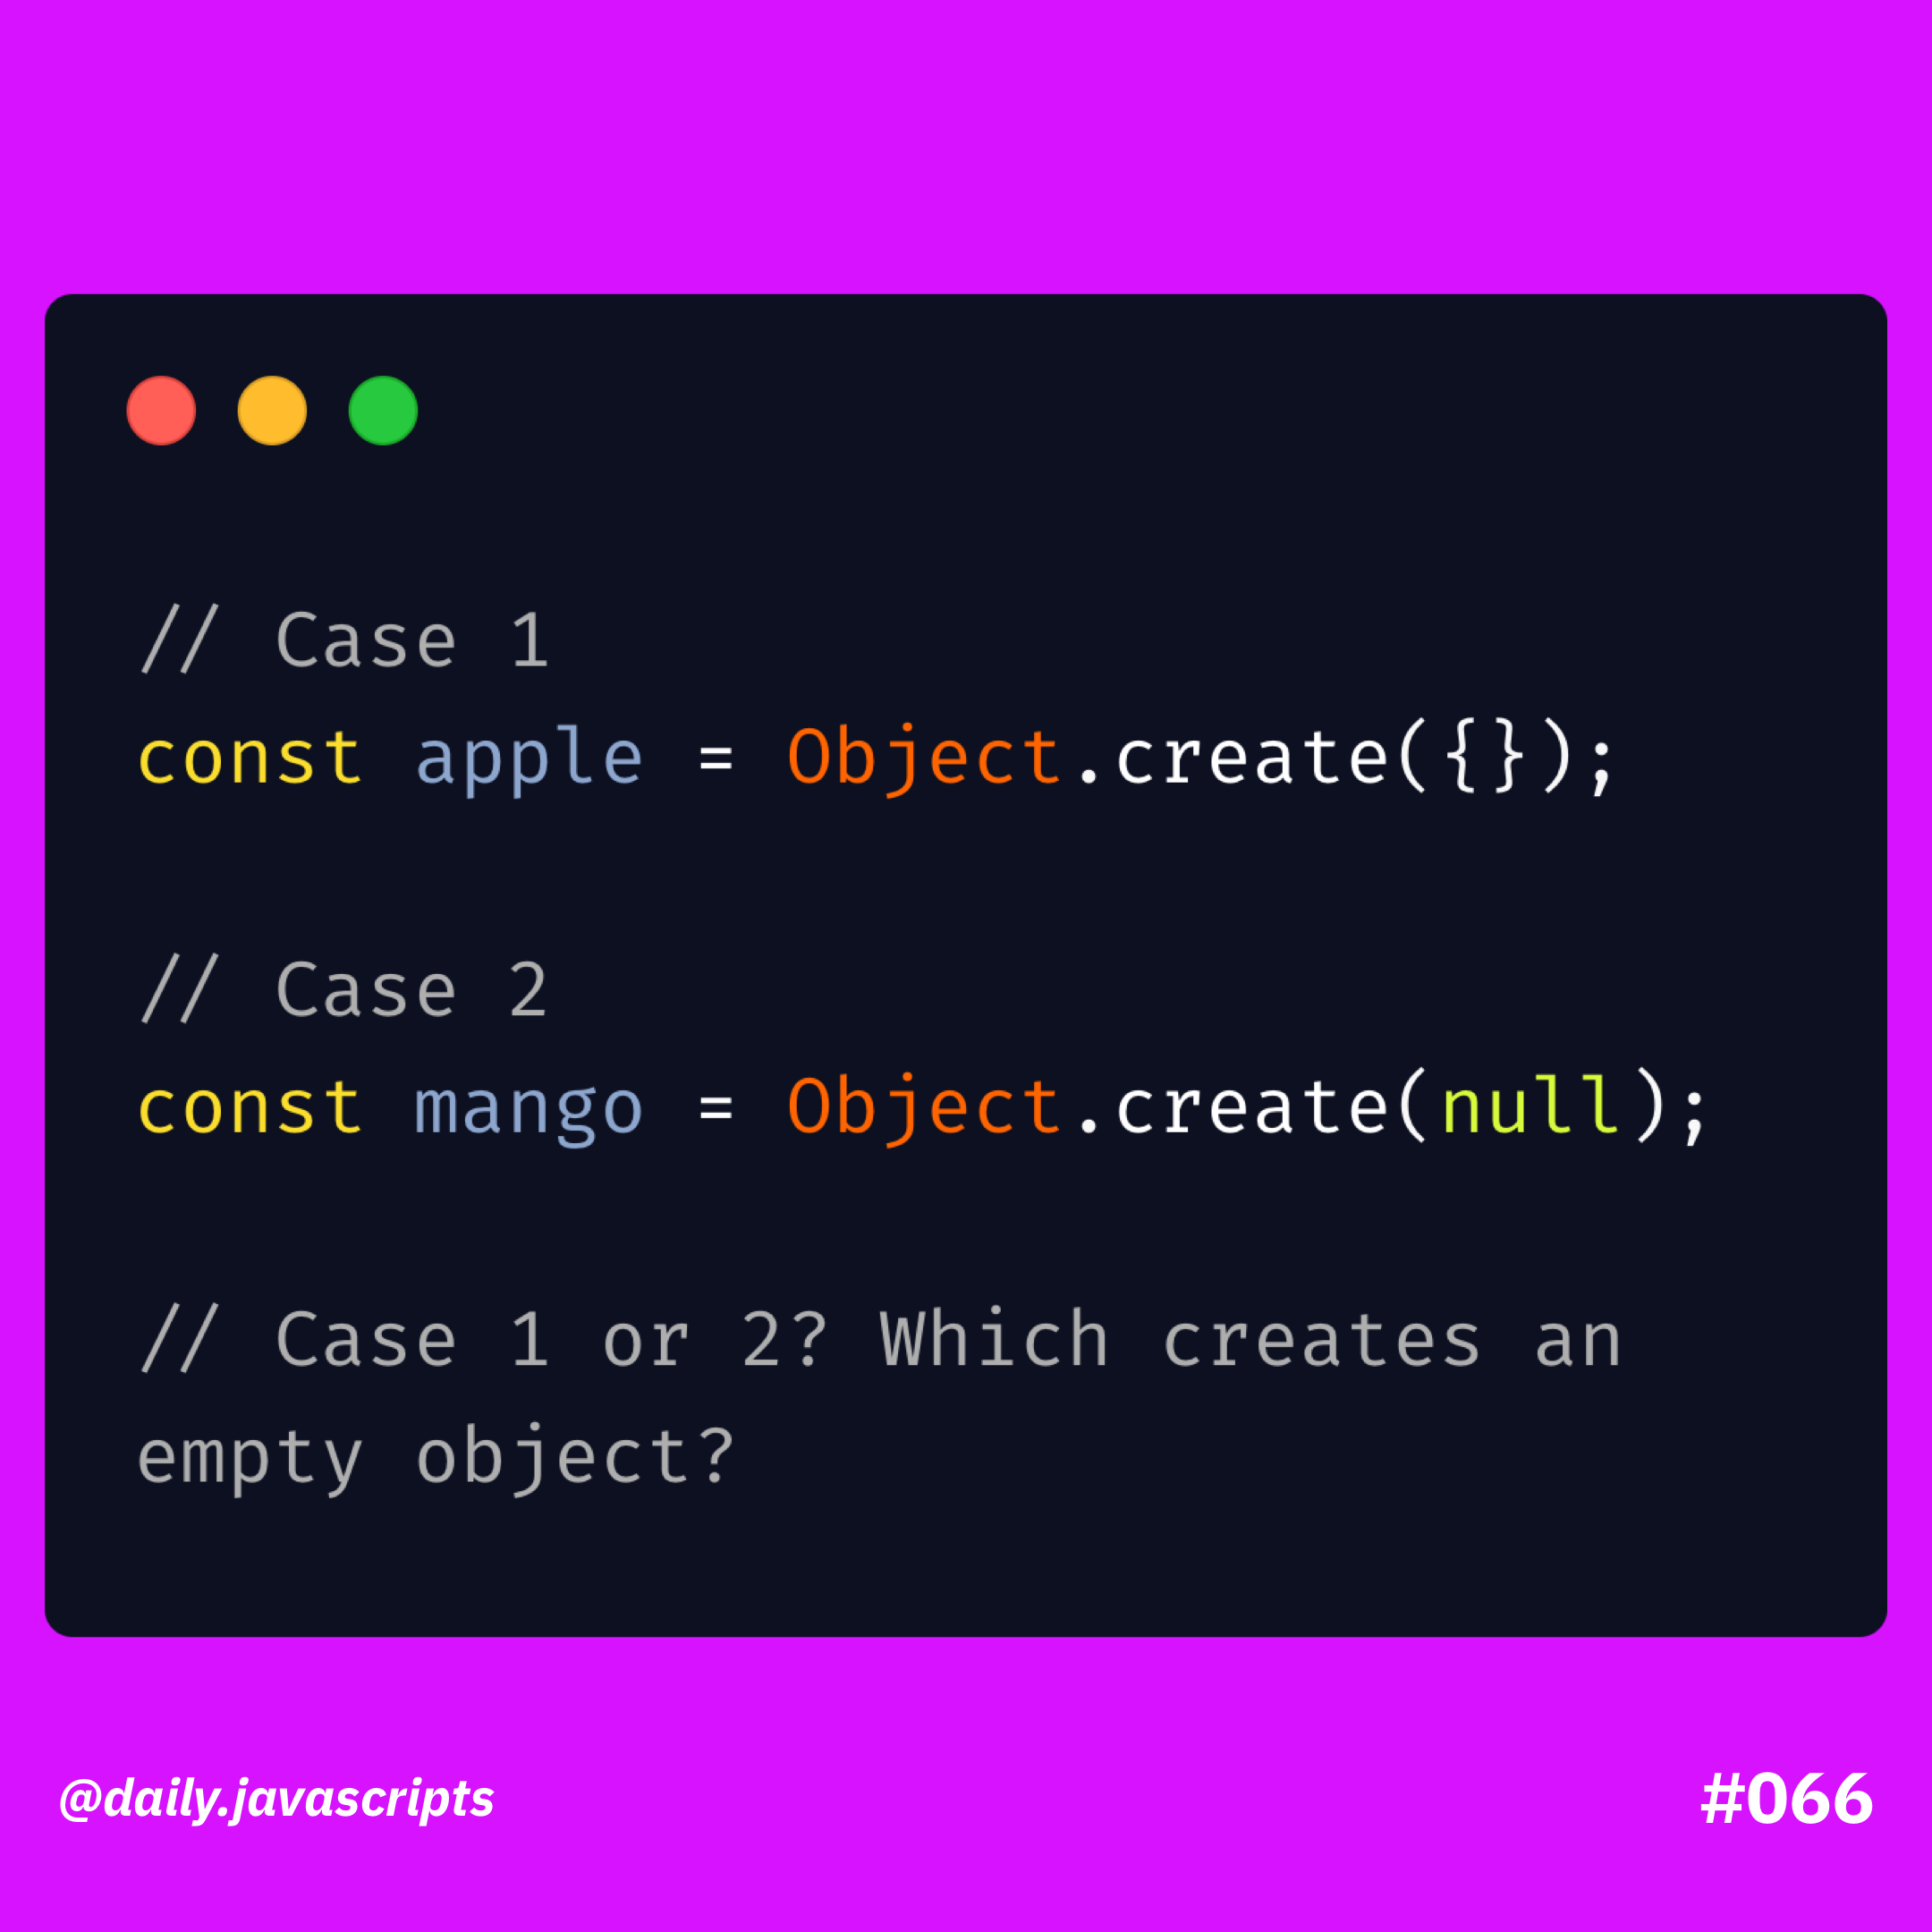 // Case 1
const apple = Object.create({});
// Case 2
const mango = Object.create(null);
// Case 1 or 2? Which creates an
empty object?
@daily.javascripts
#066